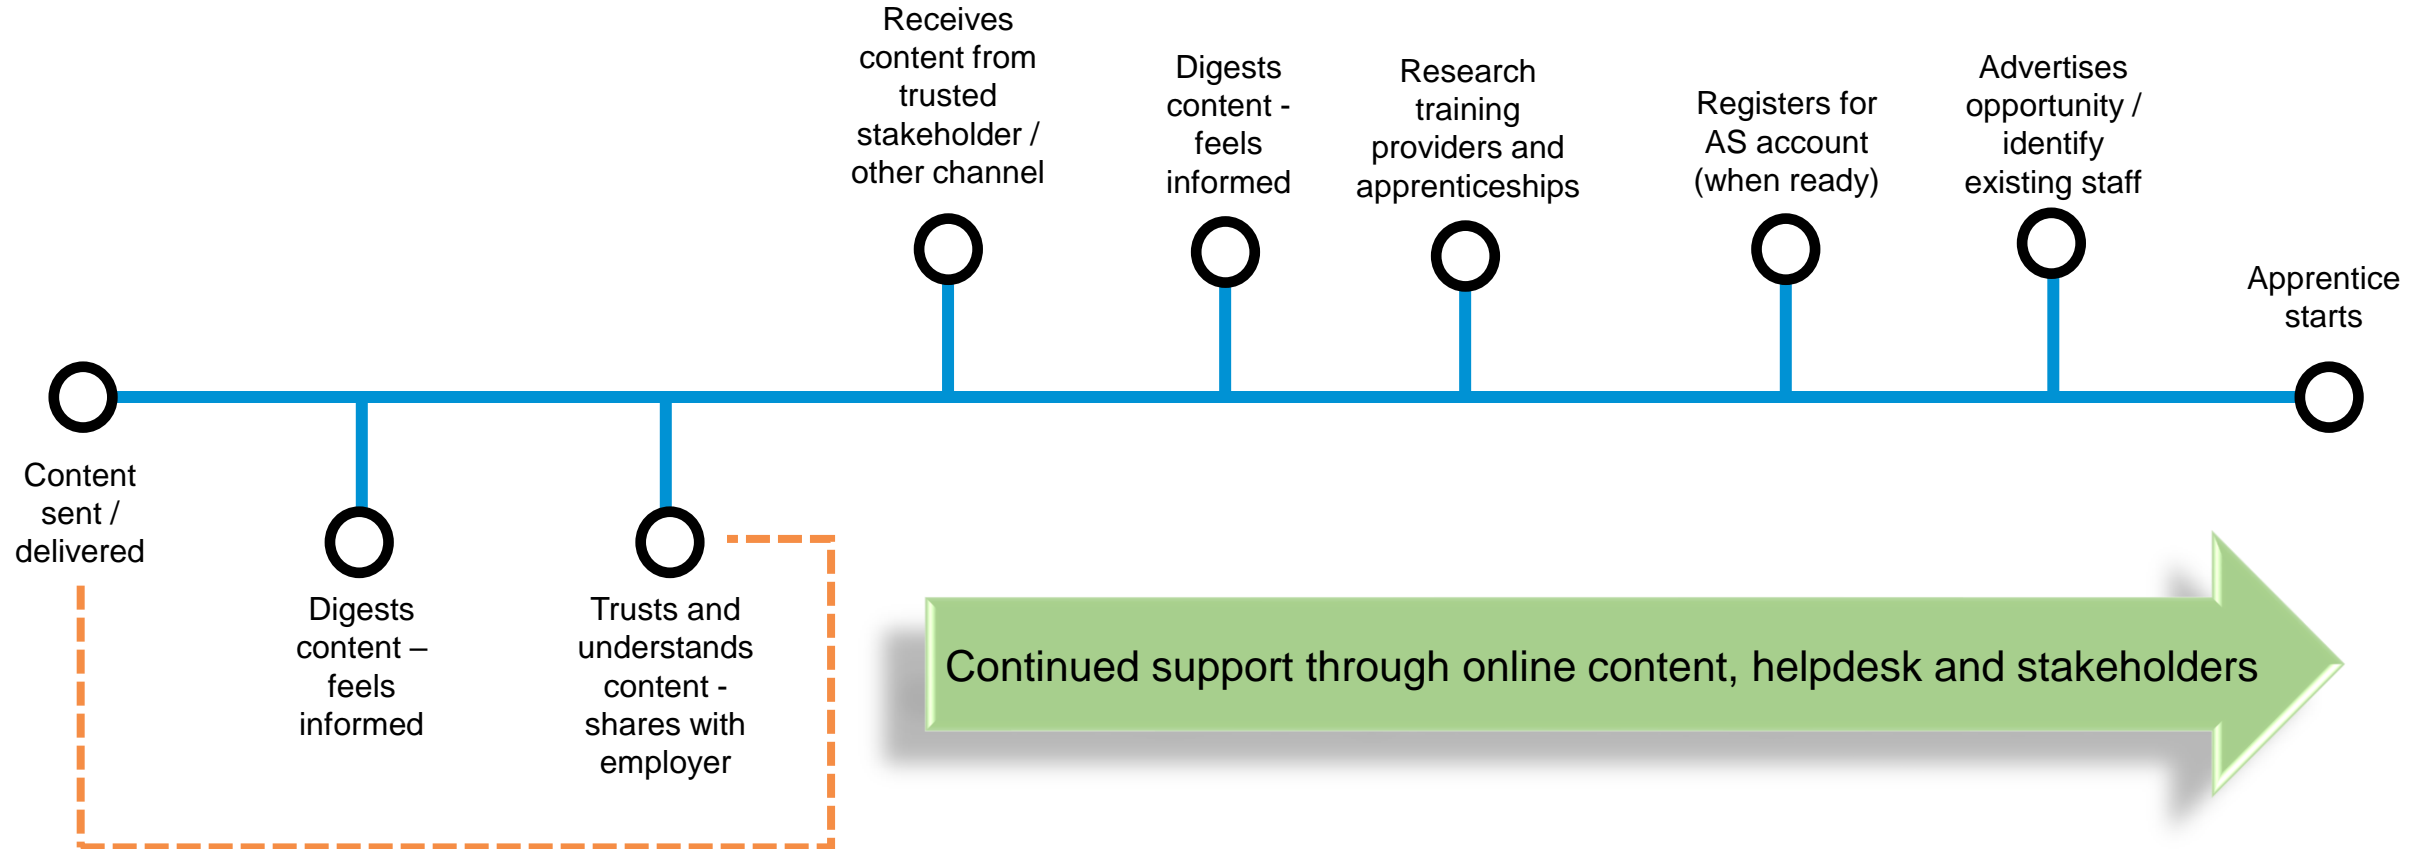 Receives
content from
trusted
stakeholder /
other channel
Digests
content -
feels
informed
Research
training
providers and
apprenticeships
Registers for
AS account
(when ready)
Advertises
opportunity /
identify
existing staff
Apprentice
starts
Content
sent /
delivered
Digests
content –
feels
informed
Trusts and
understands
content -
shares with
employer
Continued support through online content, helpdesk and stakeholders